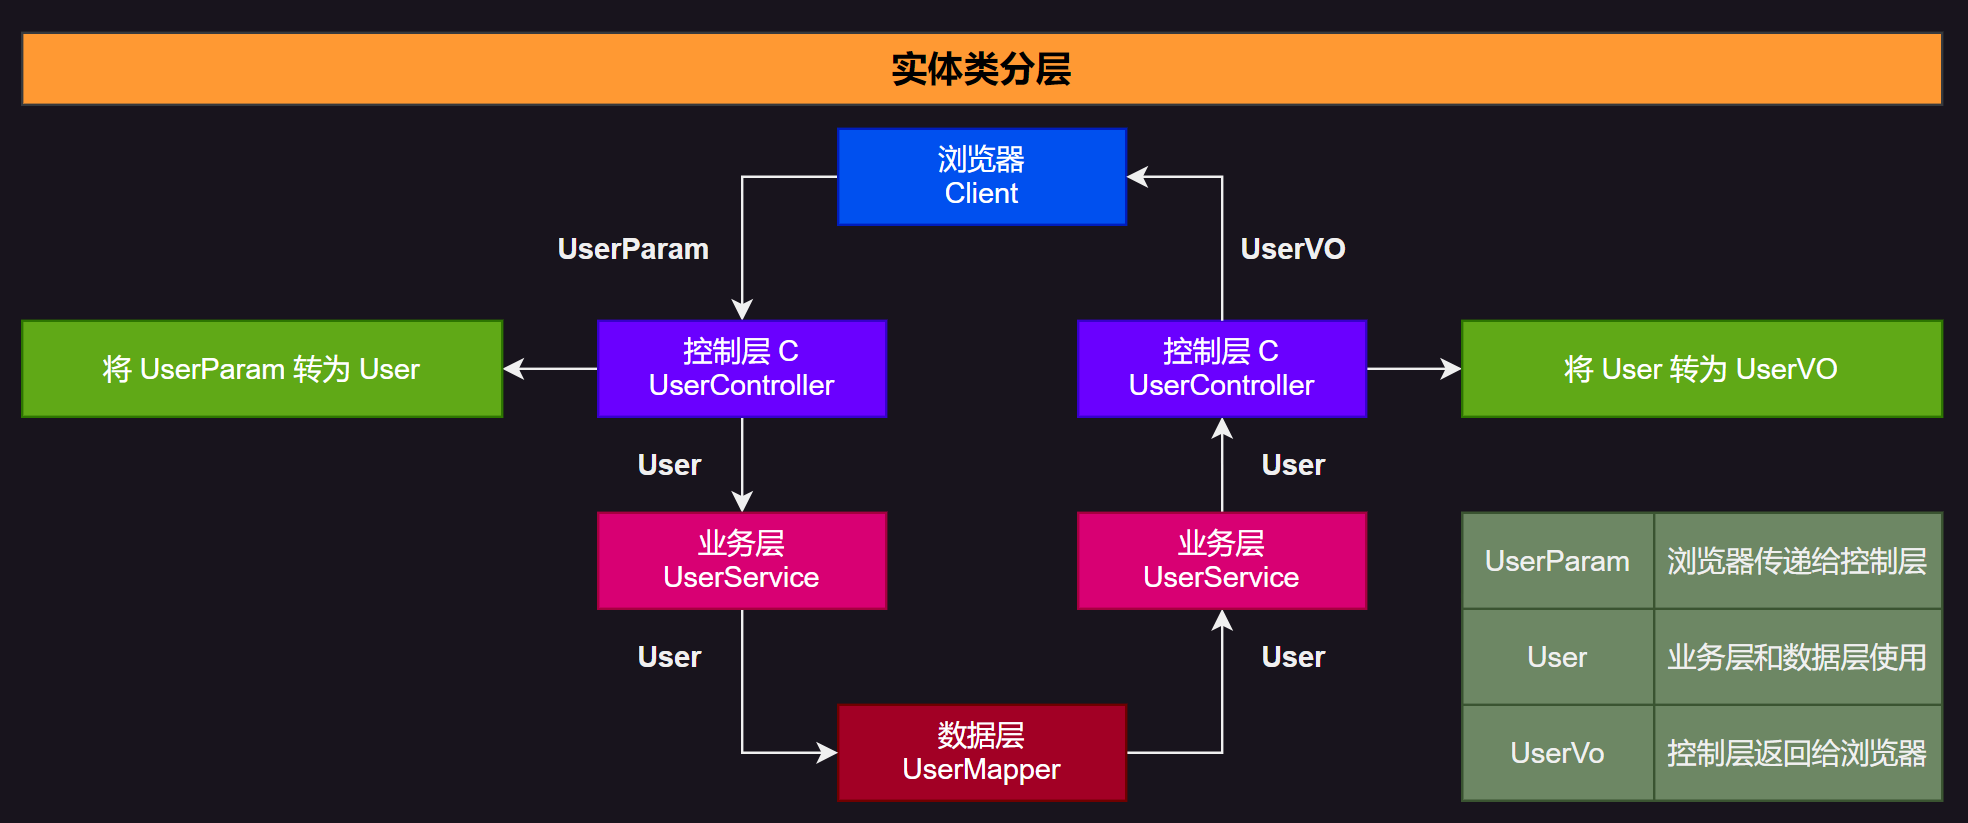 实体类分层
浏览器
Client
UserParam
UserVO
将 UserParam 转为 User
控制层 C
UserController
控制层 C
UserController
将 User 转为 UserVO
User
User
业务层
UserService
业务层
UserService
UserParam
浏览器传递给控制层
User
User
User
业务层和数据层使用
数据层
UserMapper
UserVo
控制层返回给浏览器